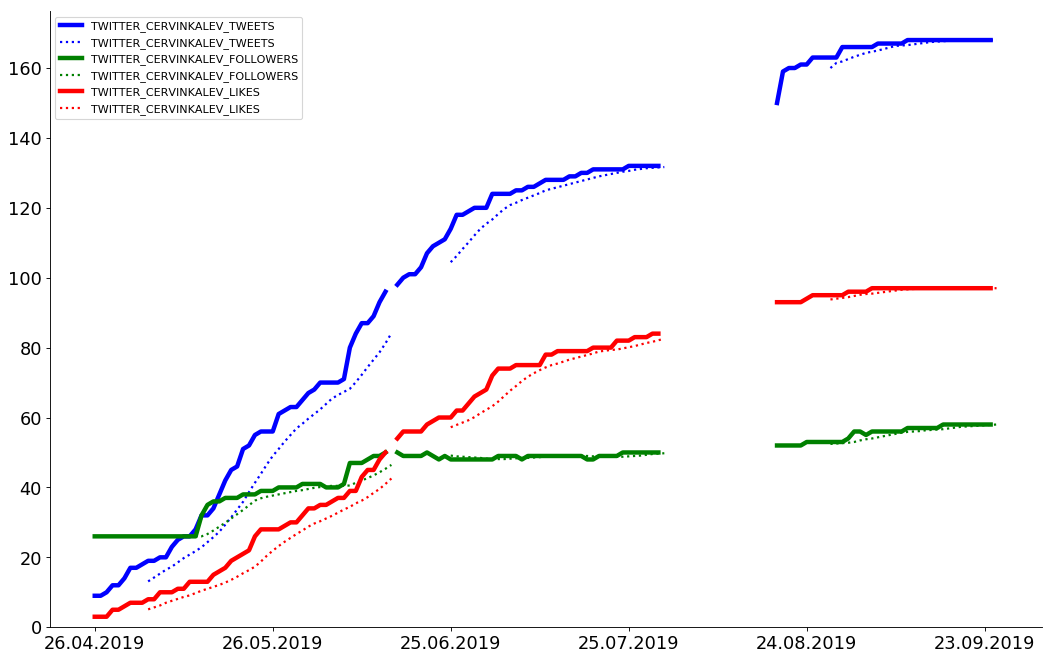 TWITTER_CERVINKALEV_TWEETS
TWITTER_CERVINKALEV_TWEETS
TWITTER_CERVINKALEV_FOLLOWERS
TWITTER_CERVINKALEV_FOLLOWERS
TWITTER_CERVINKALEV_LIKES
TWITTER_CERVINKALEV_LIKES
160
140
120
100
80
60
40
20
0
26.04.2019 26.05.2019 25.06.2019 25.07.2019 24.08.2019 23.09.2019